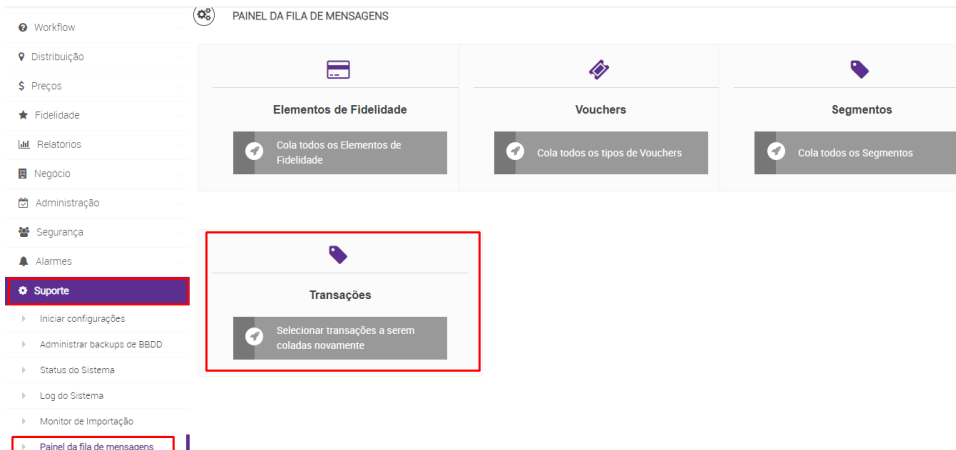 PAINEL DA FILA DE MENSAGENS
Workflow
Distribuição
Preços
Fidelidade
Relatorios
Negócio
Administração
Segurança
Alarmes
Suporte
Iniciar configurações
Administrar backups de BBDD
Status do Sistema
Log do Sistema
Monitor de Importação
Painel da fila de mensagens
Elementos de Fidelidade
Cola todos os Elementos de
Fidelidade
Vouchers
Cola todos os tipos de Vouchers
Segmentos
Cola todos os Segmentos
Transações
Selecionar transações a serem
coladas novamente